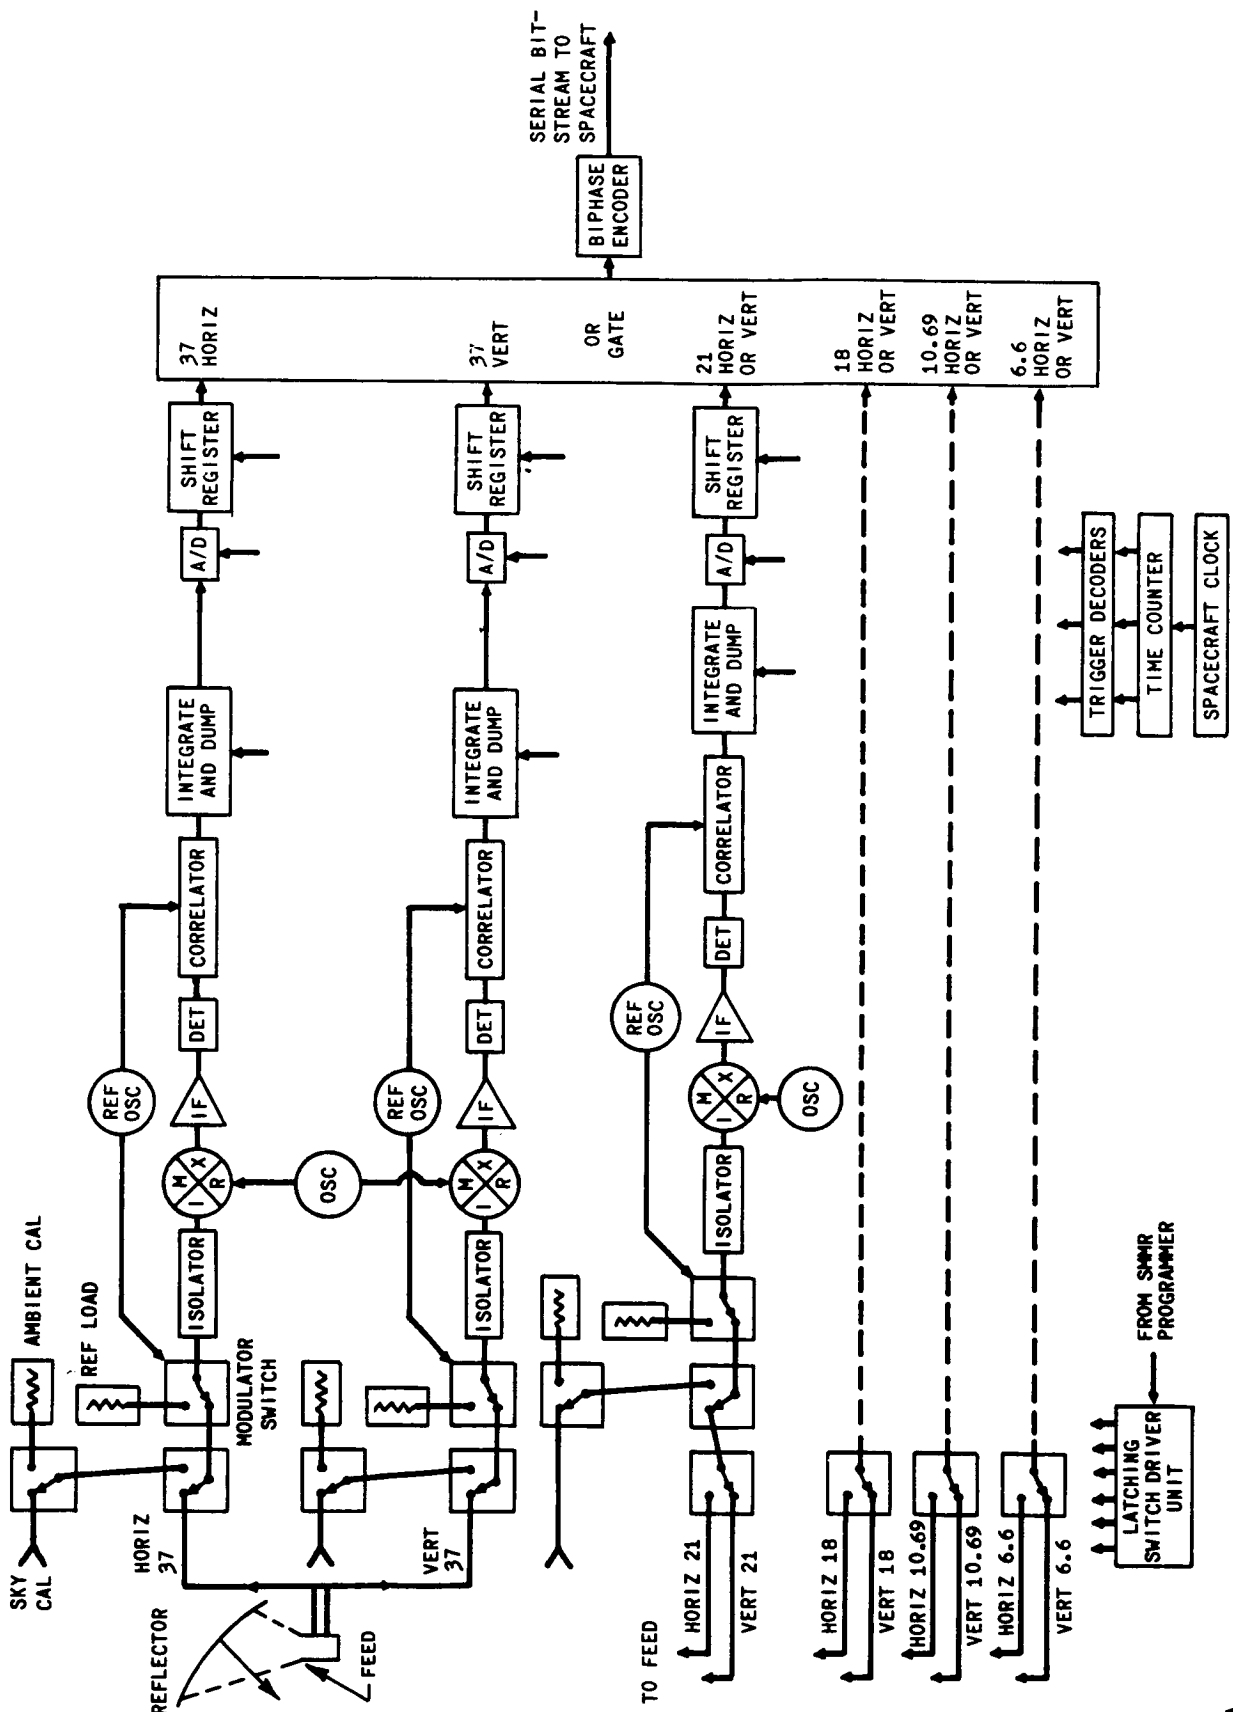 SKY
CAL
AMBIENT CAL
REF LOAD
REFLECTOR
FEED
HORIZ
37
MODULATOR
SWITCH
ISOLATOR
M
I
X
R
IF
DET
REF
OSC
CORRELATOR
INTEGRATE
AND DUMP
A/D
SHIFT
REGISTER
37
HORIZ
OSC
VERT
37
ISOLATOR
M
I
X
R
IF
DET
REF
OSC
CORRELATOR
INTEGRATE
AND DUMP
A/D
SHIFT
REGISTER
37
VERT
OR
GATE
BIPHASE
ENCODER
SERIAL BIT-
STREAM TO
SPACECRAFT
TO FEED
HORIZ 21
VERT 21
ISOLATOR
M
I
X
R
OSC
IF
DET
REF
OSC
CORRELATOR
INTEGRATE
AND DUMP
A/D
SHIFT
REGISTER
21
HORIZ
OR VERT
HORIZ 18
VERT 18
18
HORIZ
OR VERT
HORIZ 10.69
VERT 10.69
10.69
HORIZ
OR VERT
HORIZ 6.6
VERT 6.6
6.6
HORIZ
OR VERT
LATCHING
SWITCH DRIVER
UNIT
FROM SMMR
PROGRAMMER
TRIGGER DECODERS
TIME COUNTER
SPACECRAFT CLOCK